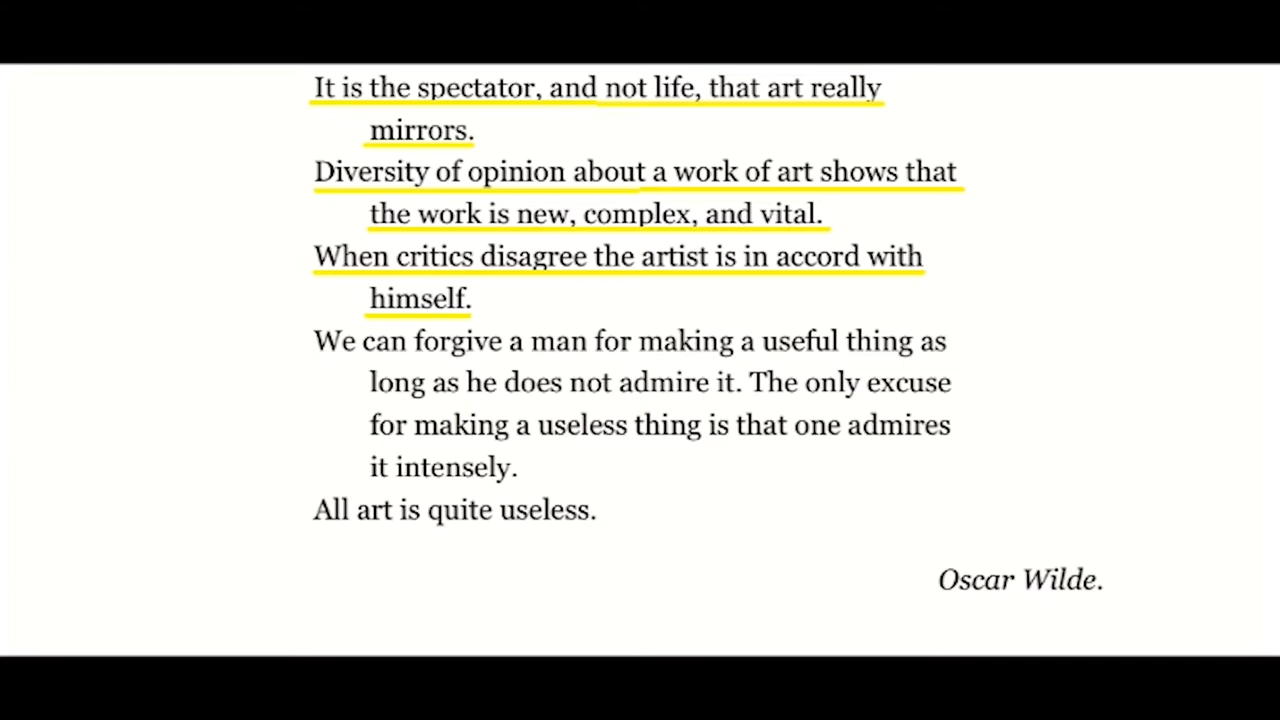 It is the spectator, and not life, that art really
mirrors.
Diversity of opinion about a work of art shows that
the work is new, complex, and vital.
When critics disagree the artist is in accord with
himself.
We can forgive a man for making a useful thing as
long as he does not admire it. The only excuse
for making a useless thing is that one admires
it intensely.
All art is quite useless.
Oscar Wilde.